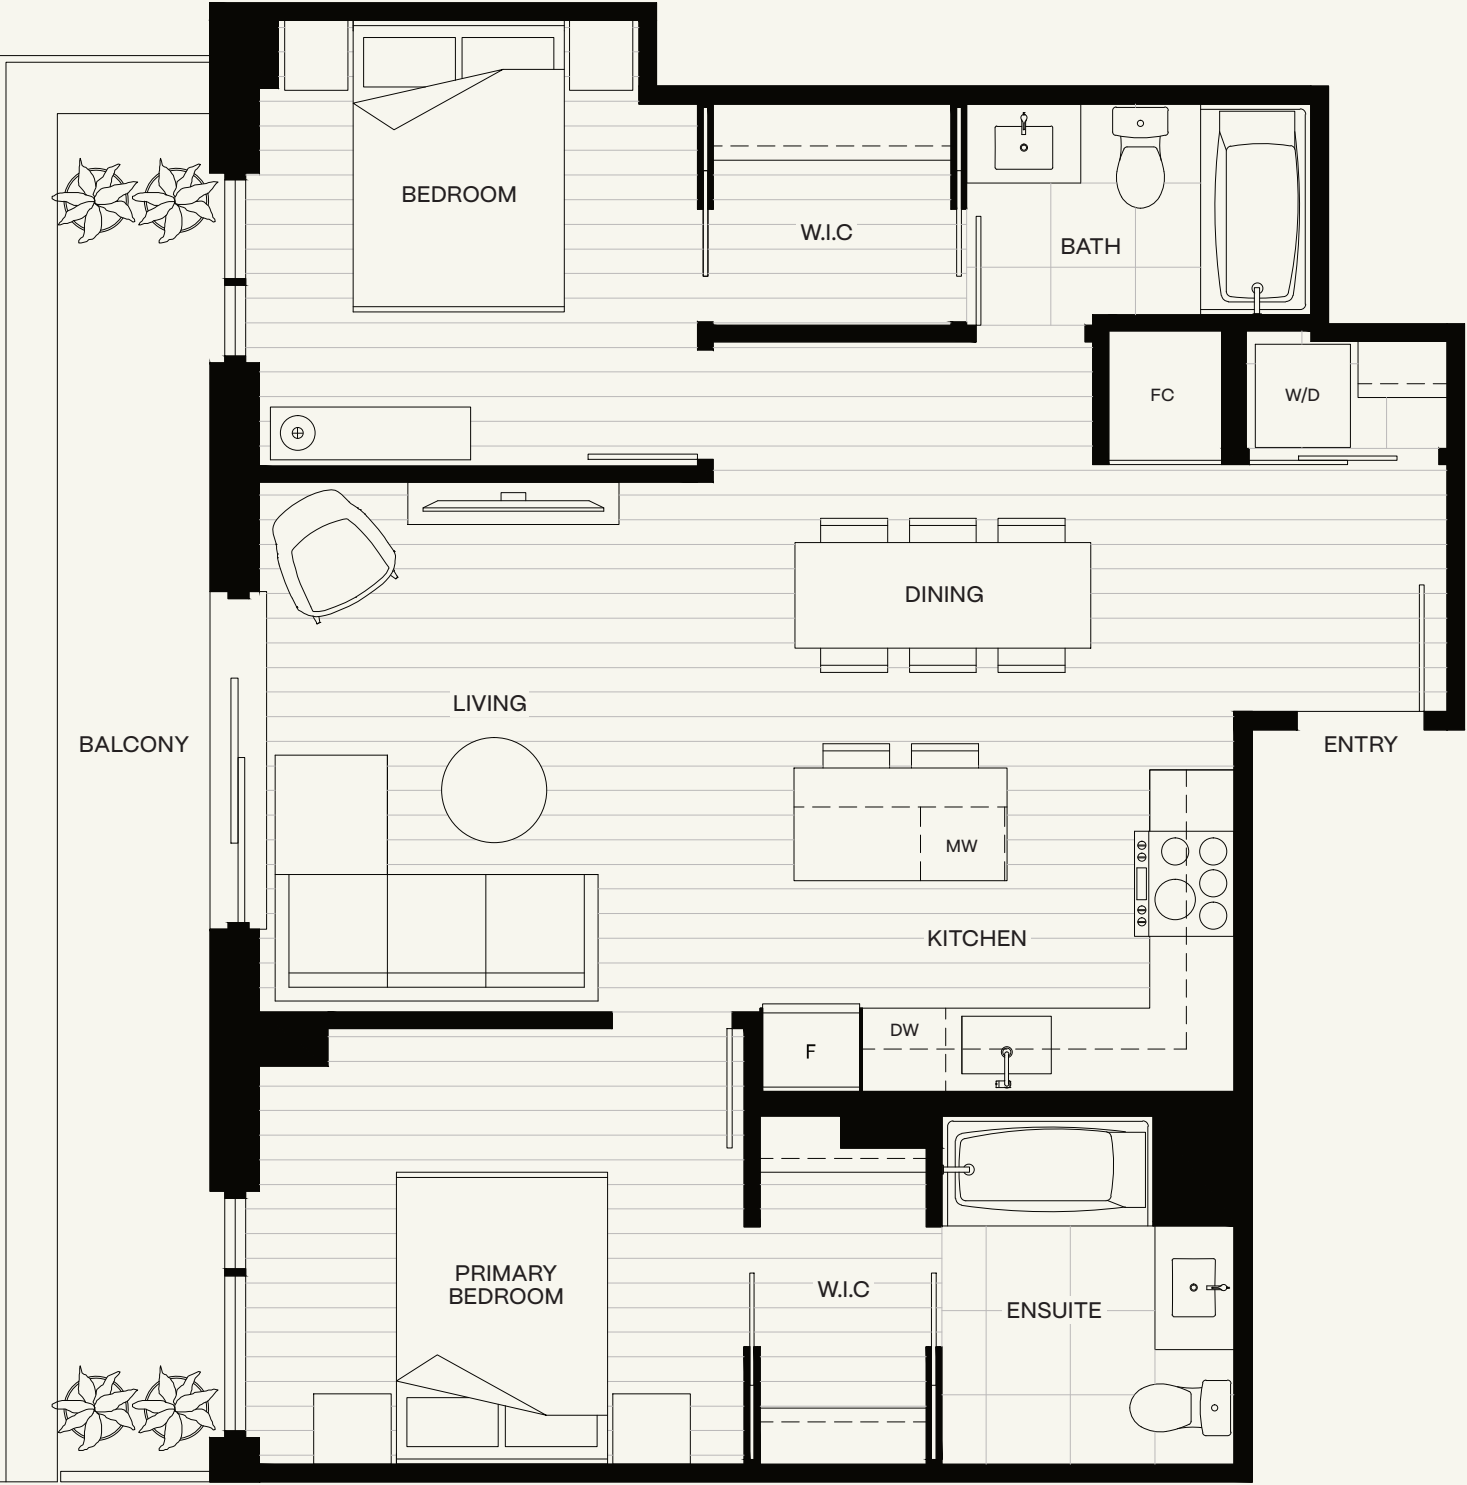 BEDROOM
W.I.C
BATH
FC
W/D
DINING
LIVING
BALCONY
ENTRY
MW
KITCHEN
DW
F
PRIMARY
BEDROOM
W.I.C
ENSUITE